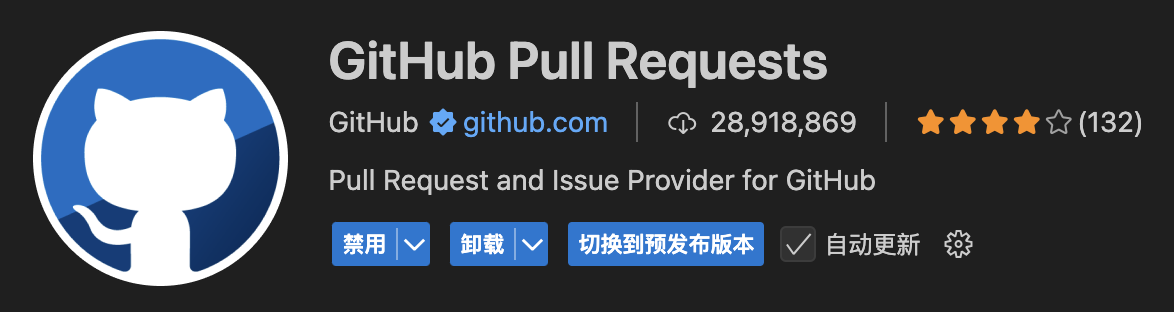 GitHub Pull Requests
GitHub github.com 28,918,869 (132)
Pull Request and Issue Provider for GitHub
禁用 卸载 切换到预发布版本 自动更新